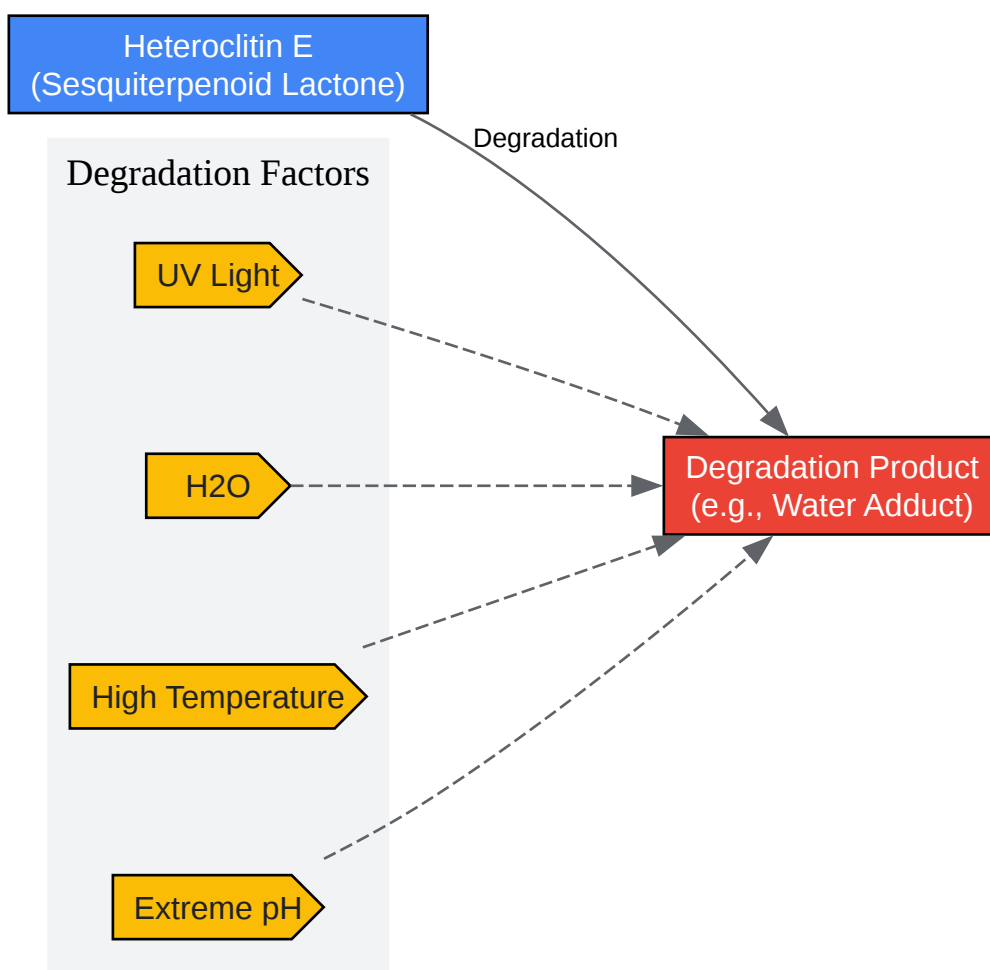 Heteroclitin E
(Sesquiterpenoid Lactone)
Degradation
Degradation Factors
UV Light
H2O
Degradation Product
(e.g., Water Adduct)
High Temperature
Extreme pH